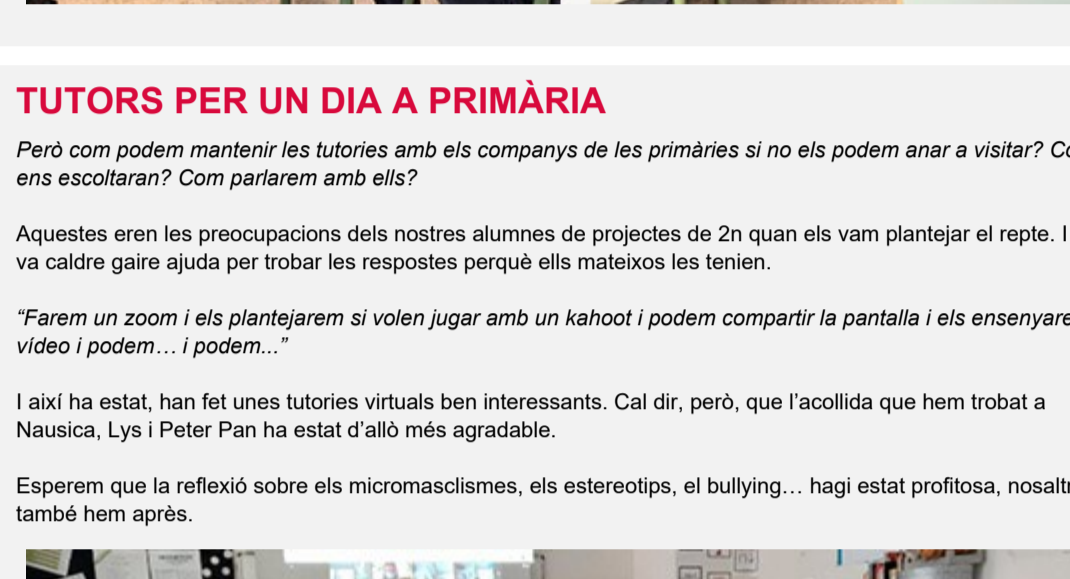 TUTORS PER UN DIA A PRIMÀRIA
Però com podem mantenir les tutories amb els companys de les primàries si no els podem anar a visitar?
ens escoltaran? Com parlarem amb ells?
Aquestes eren les preocupacions dels nostres alumnes de projectes de 2n quan els vam plantejar el repte. I
va caldre gaire ajuda per trobar les respostes perquè ells mateixos les tenien.
“Farem un zoom i els plantejarem si volen jugar amb un kahoot i podem compartir la pantalla i els
vídeo i podem… i podem...”
I així ha estat, han fet unes tutories virtuals ben interessants. Cal dir, però, que l’acollida que hem trobat a
Nausica, Lys i Peter Pan ha estat d’allò més agradable.
Esperem que la reflexió sobre els micromasclismes, els estereotips, el bullying… hagi estat profitosa,
també hem après.